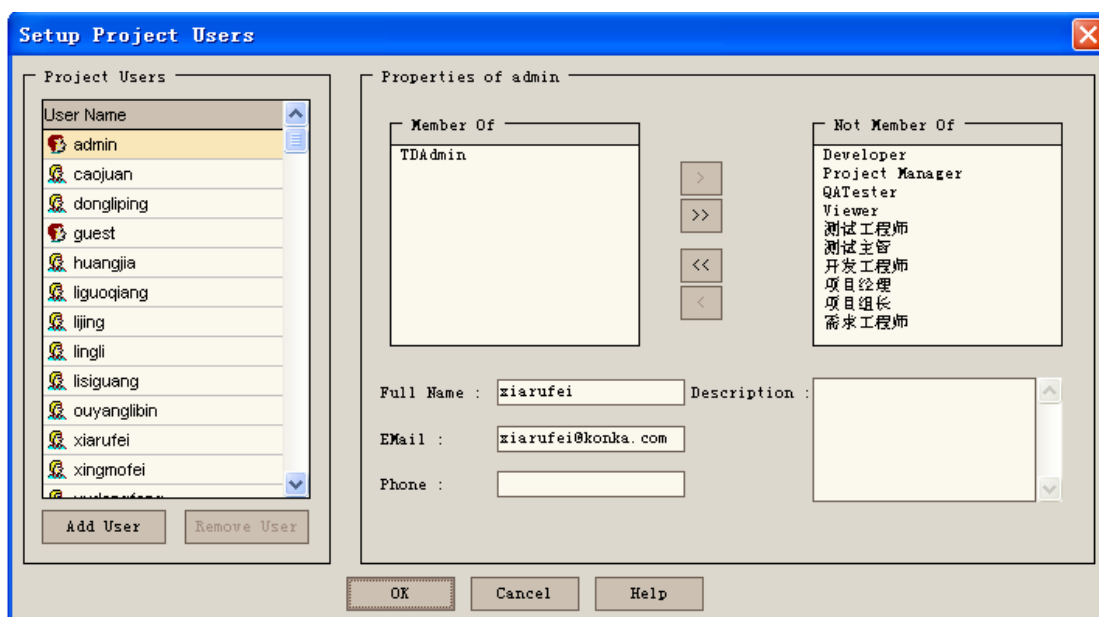 Setup Project Users
Project Users
User Name
admin
caojuan
dongliping
guest
huangjia
liguoqiang
lijing
lingli
lisiguang
ouyanglibin
xiarufei
xingmofei
Add User
Remove User
Properties of admin
Member Of
TDAdmin
>
>>
<<
<
Not Member Of
Developer
Project Manager
QATester
Viewer
测试工程师
测试主管
开发工程师
项目经理
项目组长
需求工程师
Full Name :
xiarufei
Description :
EMail :
xiarufei@konka.com
Phone :
OK
Cancel
Help